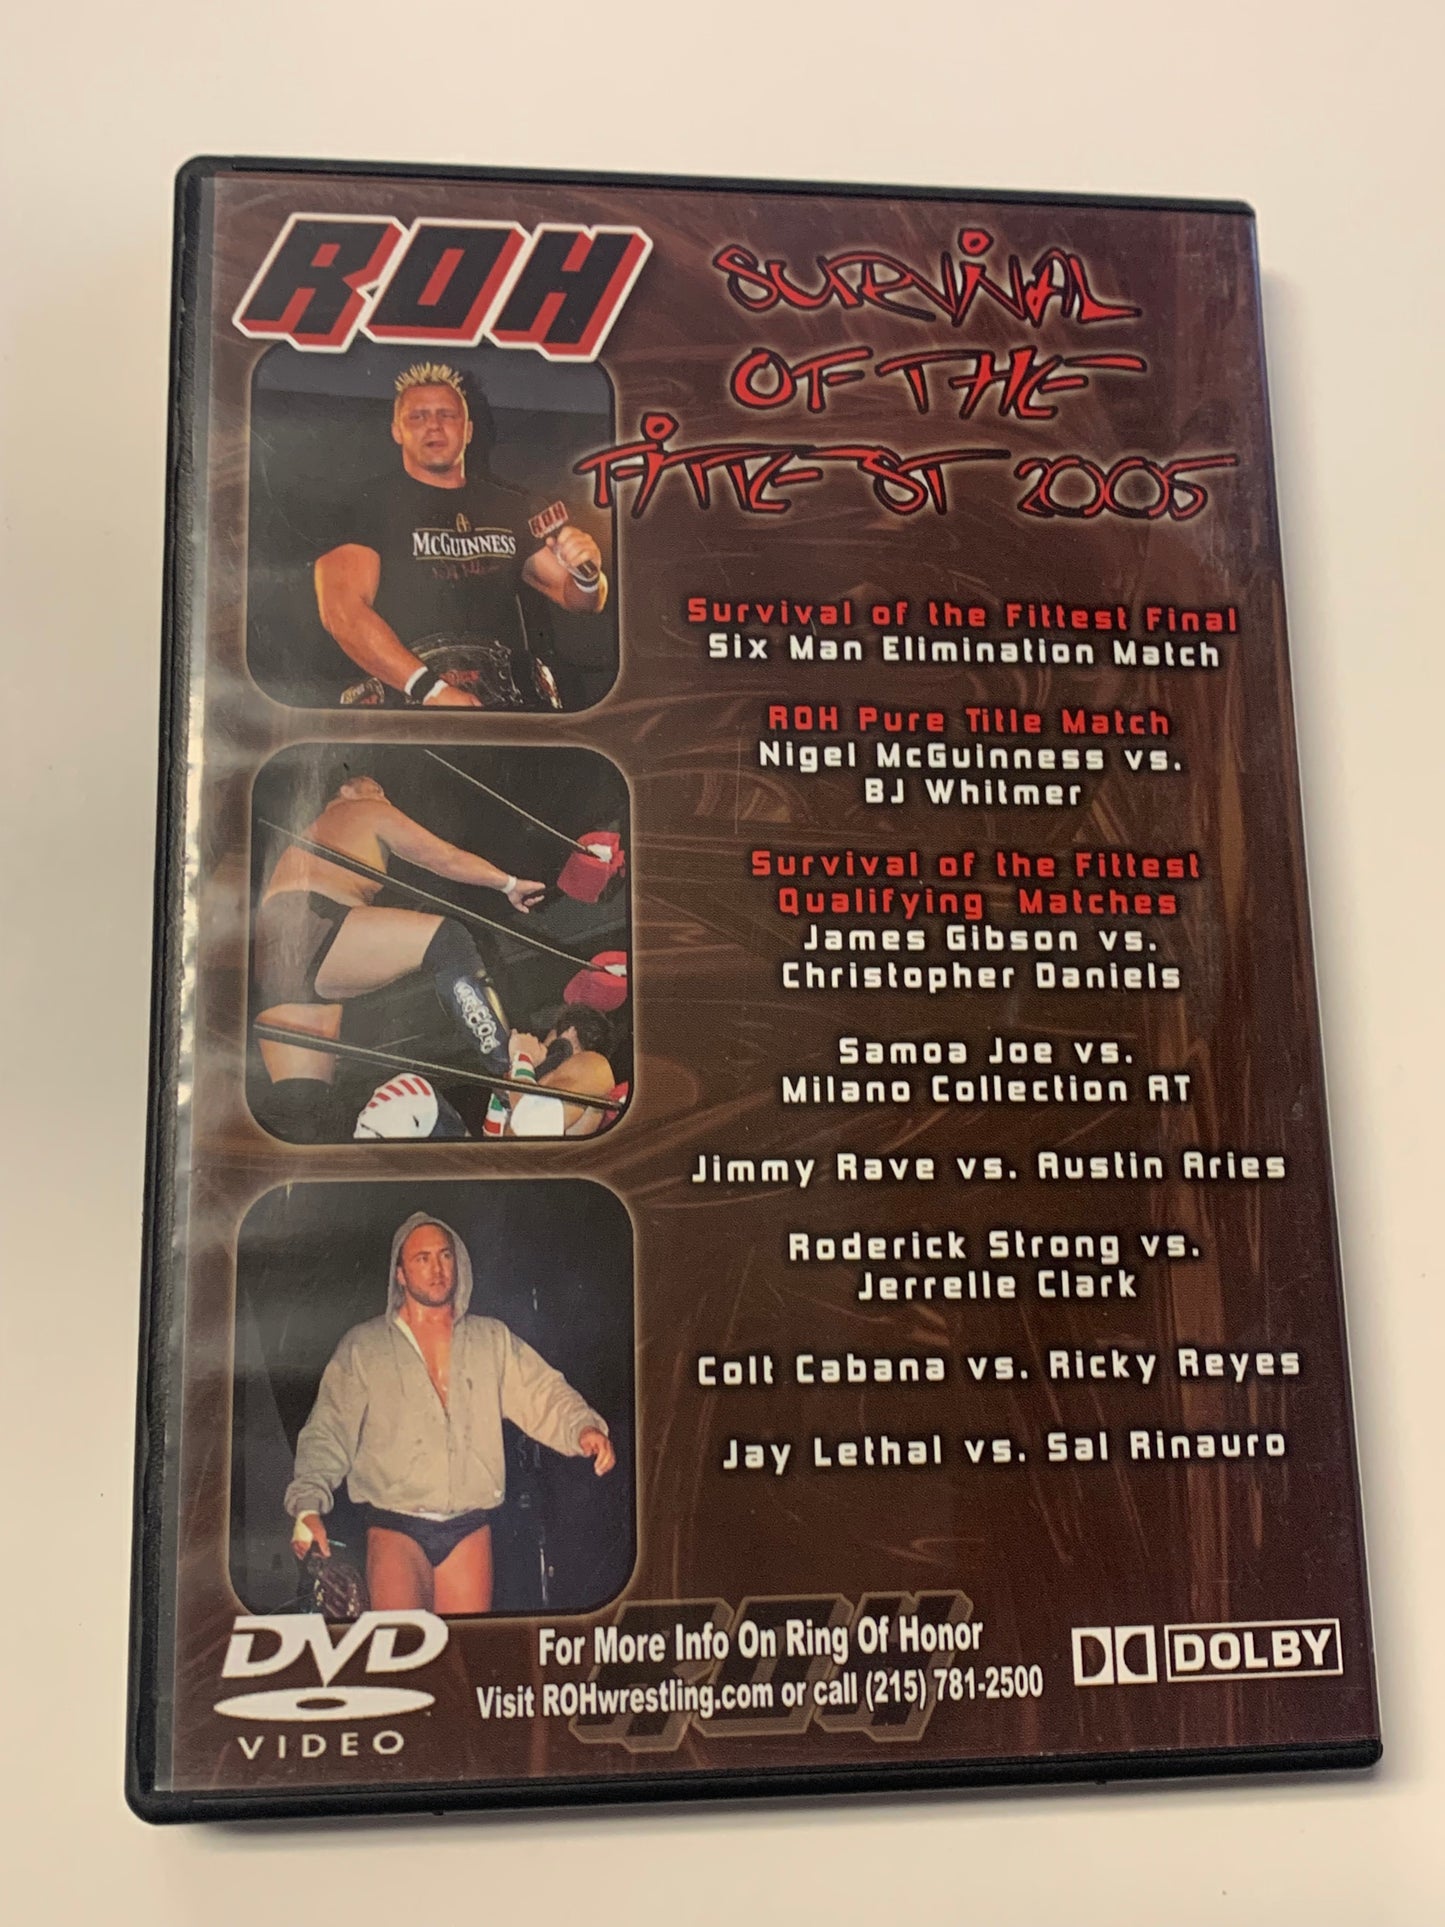 ROH
SURVIVAL
OF THE
FITTEST 2005
McGUINNESS
ROH
Survival of the Fittest Final
Six Man Elimination Match
ROH Pure Title Match
Nigel McGuinness vs.
BJ Whitmer
Survival of the Fittest
Qualifying Matches
James Gibson vs.
Christopher Daniels
Samoa Joe vs.
Milano Collection AT
Jimmy Rave vs. Austin Aries
Roderick Strong vs.
Jerrelle Clark
Colt Cabana vs. Ricky Reyes
Jay Lethal vs. Sal Rinauro
DVD
VIDEO
For More Info On Ring Of Honor
Visit ROHwrestling.com or call (215) 781-2500
ROH
DOLBY